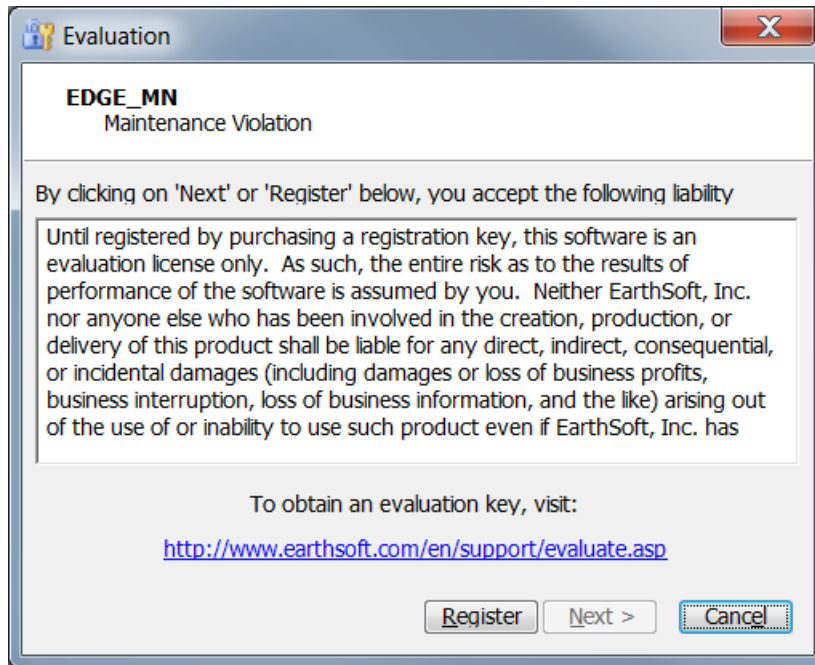 Evaluation
EDGE_MN
Maintenance Violation
By clicking on 'Next' or 'Register' below, you accept the following liability
Until registered by purchasing a registration key, this software is an
evaluation license only.  As such, the entire risk as to the results of
performance of the software is assumed by you.  Neither EarthSoft, Inc.
nor anyone else who has been involved in the creation, production, or
delivery of this product shall be liable for any direct, indirect, consequential,
or incidental damages (including damages or loss of business profits,
business interruption, loss of business information, and the like) arising out
of the use of or inability to use such product even if EarthSoft, Inc. has
To obtain an evaluation key, visit:
http://www.earthsoft.com/en/support/evaluate.asp
Register Next > Cancel